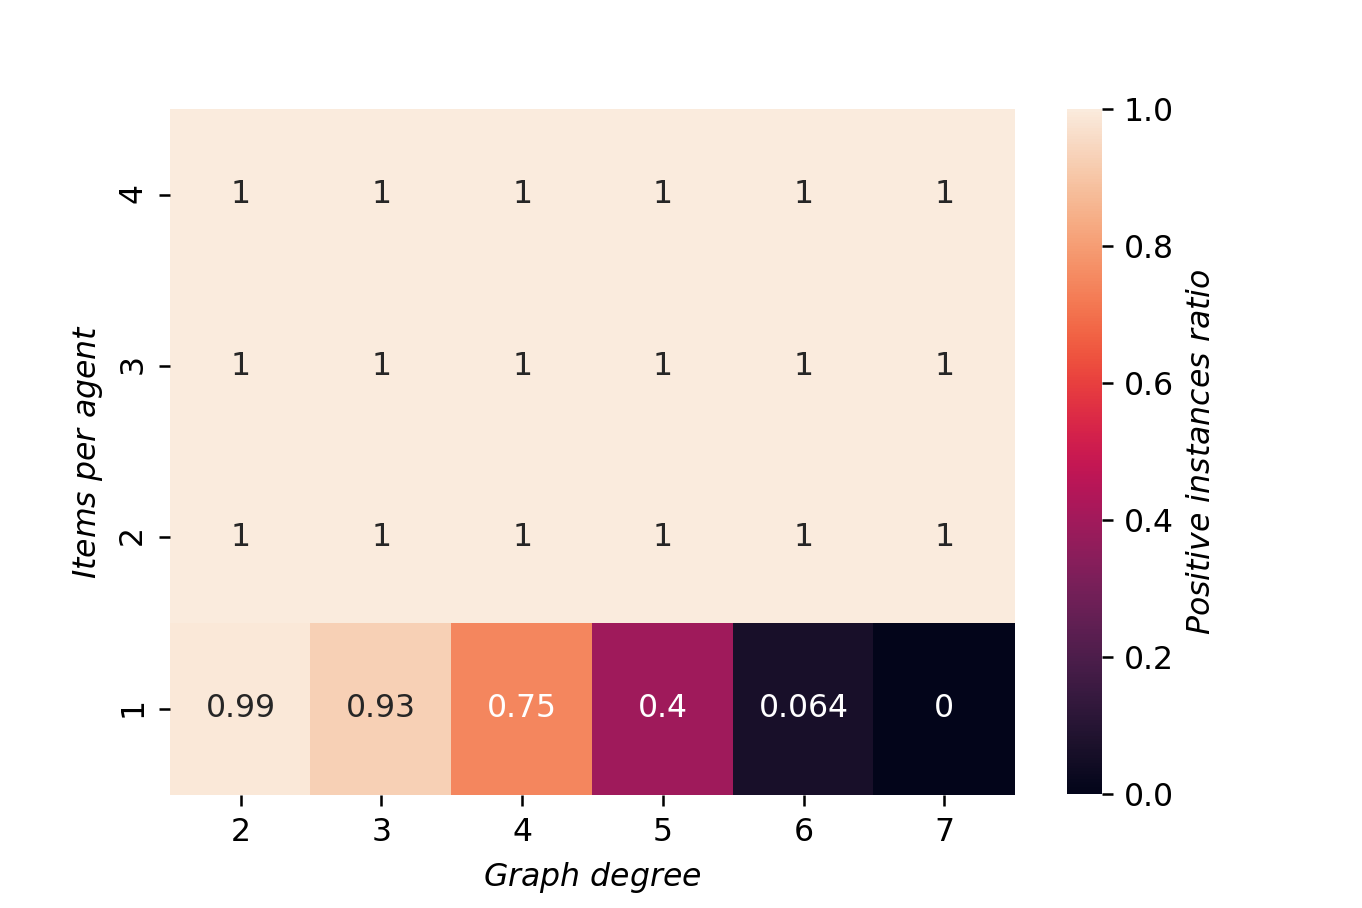 4 1 1 1 1 1 1
3 1 1 1 1 1 1
2 1 1 1 1 1 1
1 0.99 0.93 0.75 0.4 0.064 0
2 3 4 5 6 7
Graph degree
Items per agent
1.0
0.8
0.6
0.4
0.2
0.0
Positive instances ratio